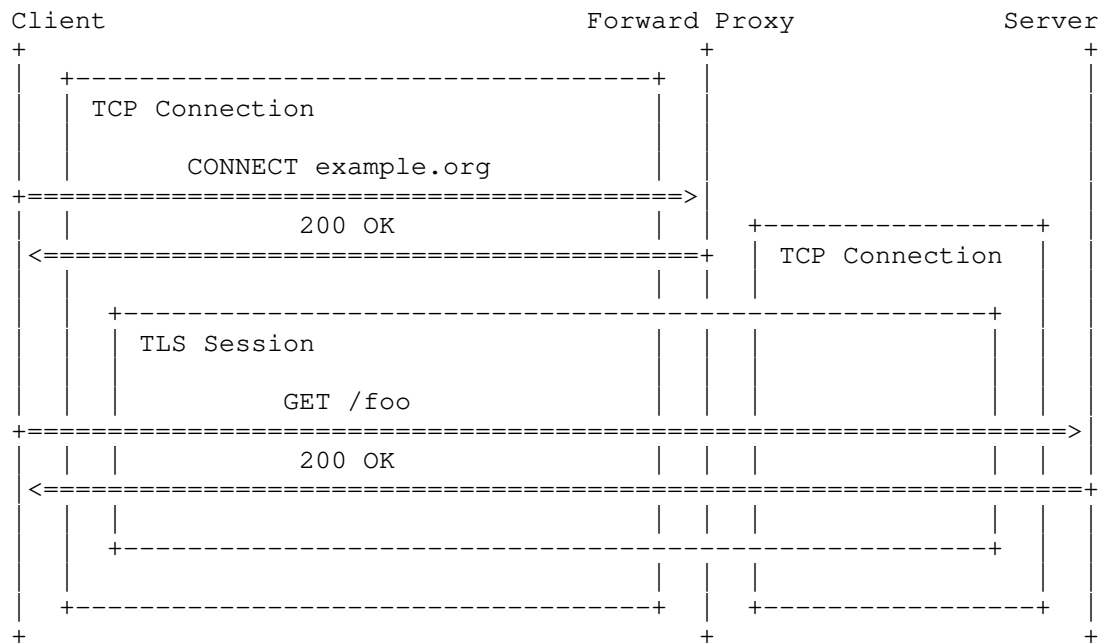 Client Forward Proxy Server
TCP Connection
CONNECT example.org
200 OK
TCP Connection
TLS Session
GET /foo
200 OK